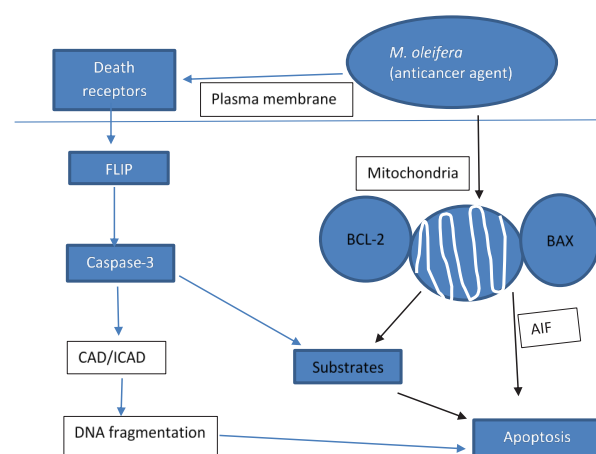 M. oleifera
(anticancer agent)
Death
receptors
Plasma membrane
FLIP
Mitochondria
BCL-2
BAX
Caspase-3
AIF
CAD/ICAD
Substrates
DNA fragmentation
Apoptosis